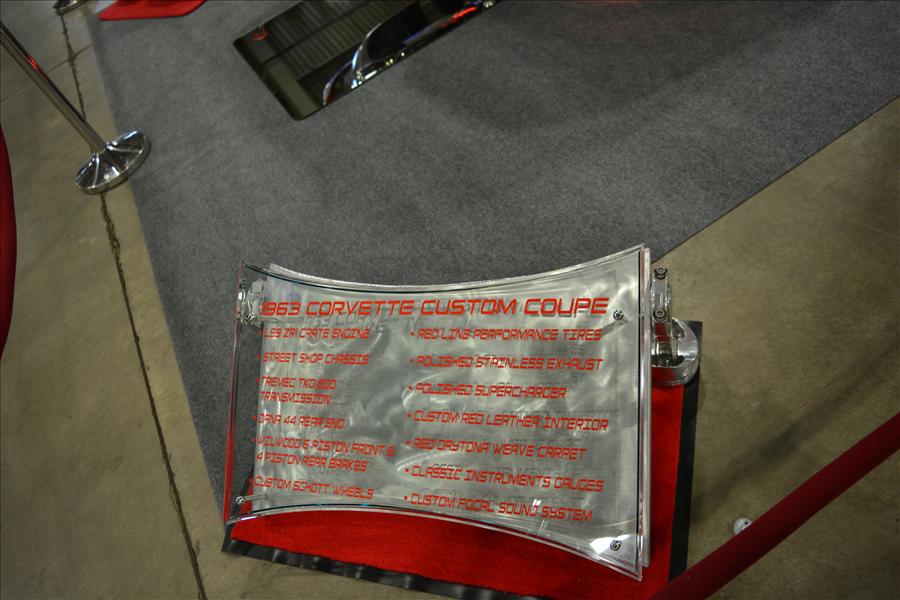 1963 CORVETTE CUSTOM COUPE
• LS9 ZR1 CRATE ENGINE
• STREET SHOP CHASSIS
• TREMEC TKO 600
TRANSMISSION
• DANA 44 REAR END
• WILWOOD 6 PISTON FRONT &
4 PISTON REAR BRAKES
• CUSTOM SCHOTT WHEELS
• RED LINE PERFORMANCE TIRES
• POLISHED STAINLESS EXHAUST
• POLISHED SUPERCHARGER
• CUSTOM RED LEATHER INTERIOR
• RED DAYTONA WEAVE CARPET
• CLASSIC INSTRUMENTS GAUGES
• CUSTOM FOCAL SOUND SYSTEM